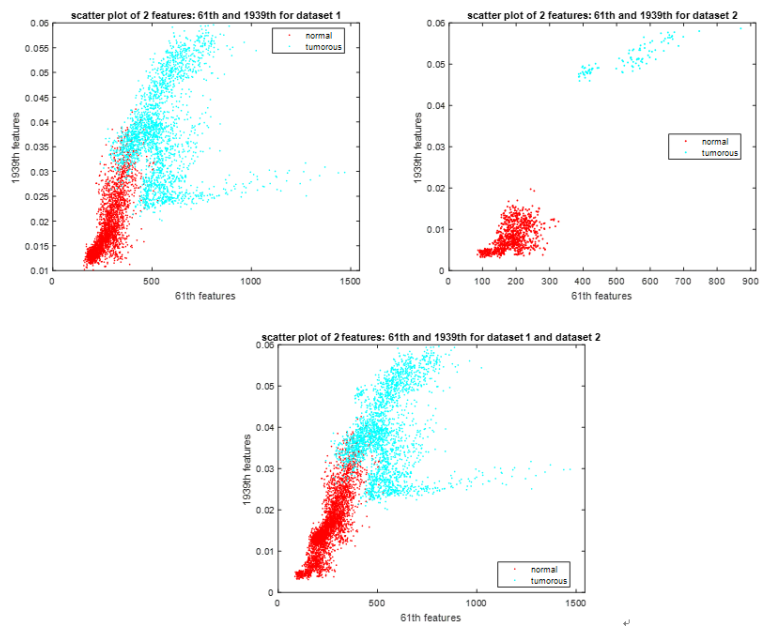 scatter plot of 2 features: 61th and 1939th for dataset 1
0.06
0.055
0.05
0.045
0.04
0.035
0.03
0.025
0.02
0.015
0.01
1939th features
normal
tumorous
0
500
1000
1500
61th features
scatter plot of 2 features: 61th and 1939th for dataset 2
0.06
0.05
0.04
0.03
0.02
0.01
0
1939th features
normal
tumorous
0
100
200
300
400
500
600
700
800
900
61th features
scatter plot of 2 features: 61th and 1939th for dataset 1 and dataset 2
0.06
0.05
0.04
0.03
0.02
0.01
0
1939th features
normal
tumorous
0
500
1000
1500
61th features